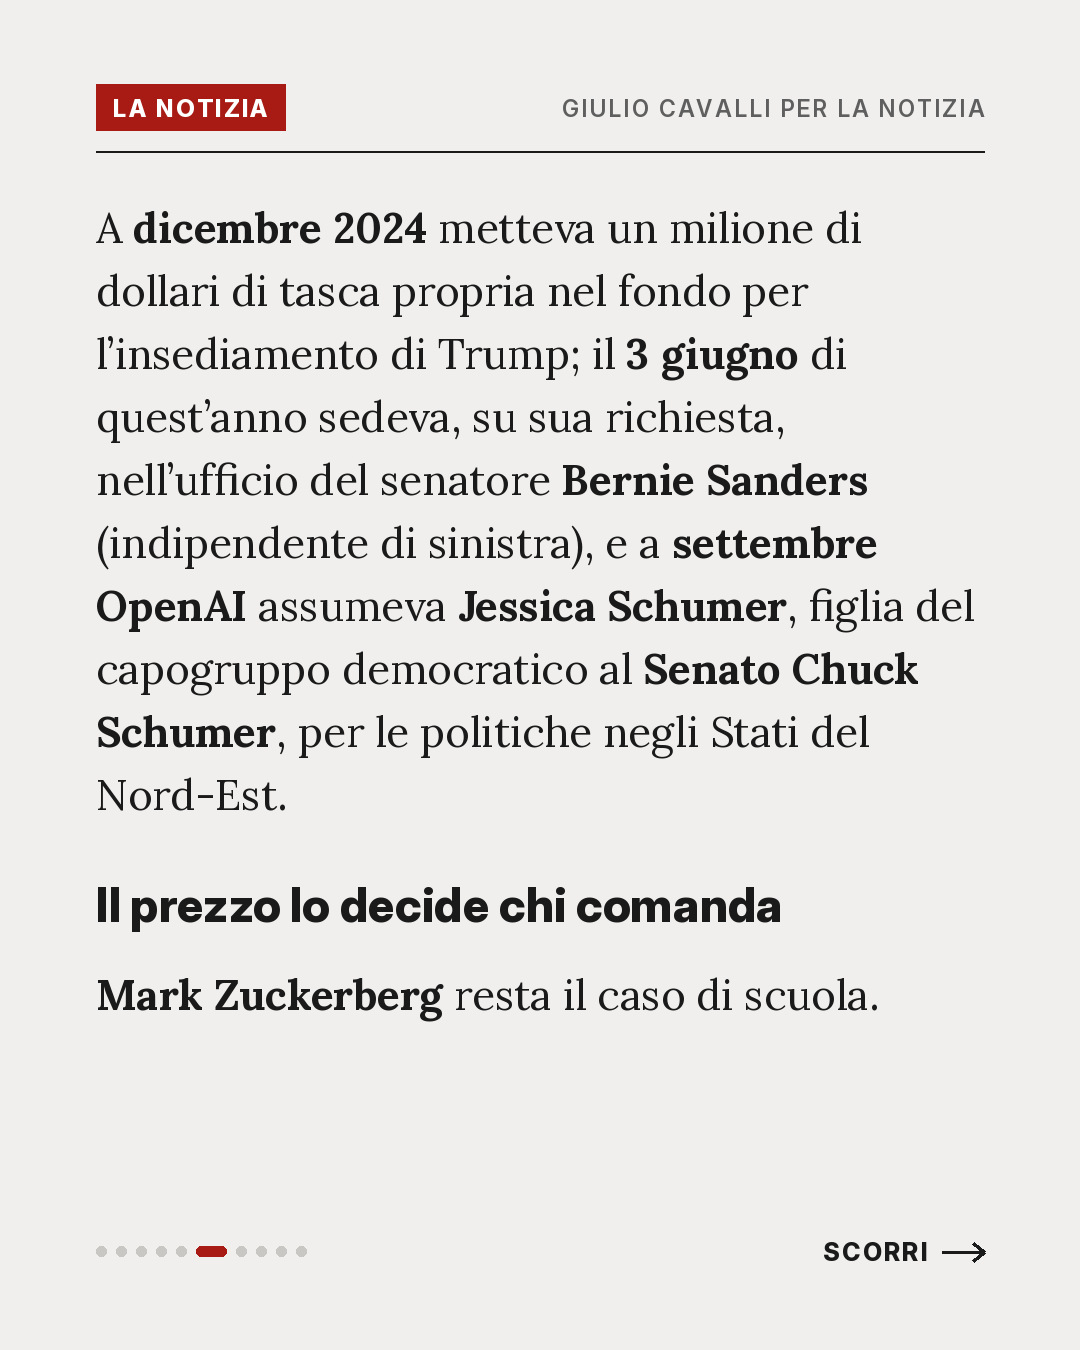 LA NOTIZIA
GIULIO CAVALLI PER LA NOTIZIA
A dicembre 2024 metteva un milione di
dollari di tasca propria nel fondo per
l’insediamento di Trump; il 3 giugno di
quest’anno sedeva, su sua richiesta,
nell’ufficio del senatore Bernie Sanders
(indipendente di sinistra), e a settembre
OpenAI assumeva Jessica Schumer, figlia del
capogruppo democratico al Senato Chuck
Schumer, per le politiche negli Stati del
Nord-Est.
Il prezzo lo decide chi comanda
Mark Zuckerberg resta il caso di scuola.
SCORRI